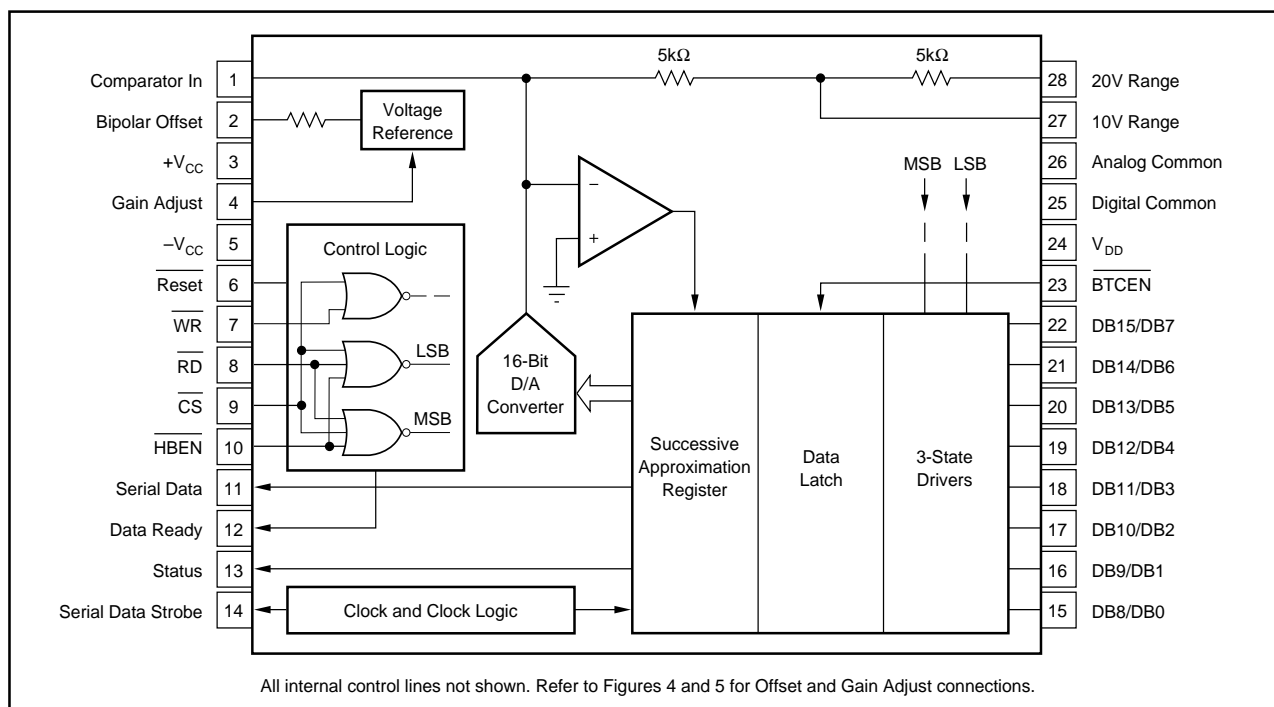 5kΩ
5kΩ
Comparator In 1
28 20V Range
Bipolar Offset 2
Voltage
Reference
27 10V Range
+VCC 3
26 Analog Common
MSB LSB
Gain Adjust 4
25 Digital Common
–VCC 5
24 VDD
Control Logic
Reset 6
23 BTCEN
WR 7
22 DB15/DB7
RD 8
LSB
21 DB14/DB6
16-Bit
D/A
Converter
CS 9
20 DB13/DB5
MSB
HBEN 10
19 DB12/DB4
Successive
Approximation
Register
Data
Latch
3-State
Drivers
Serial Data 11
18 DB11/DB3
Data Ready 12
17 DB10/DB2
Status 13
16 DB9/DB1
Serial Data Strobe 14
Clock and Clock Logic
15 DB8/DB0
– 
+
All internal control lines not shown. Refer to Figures 4 and 5 for Offset and Gain Adjust connections.